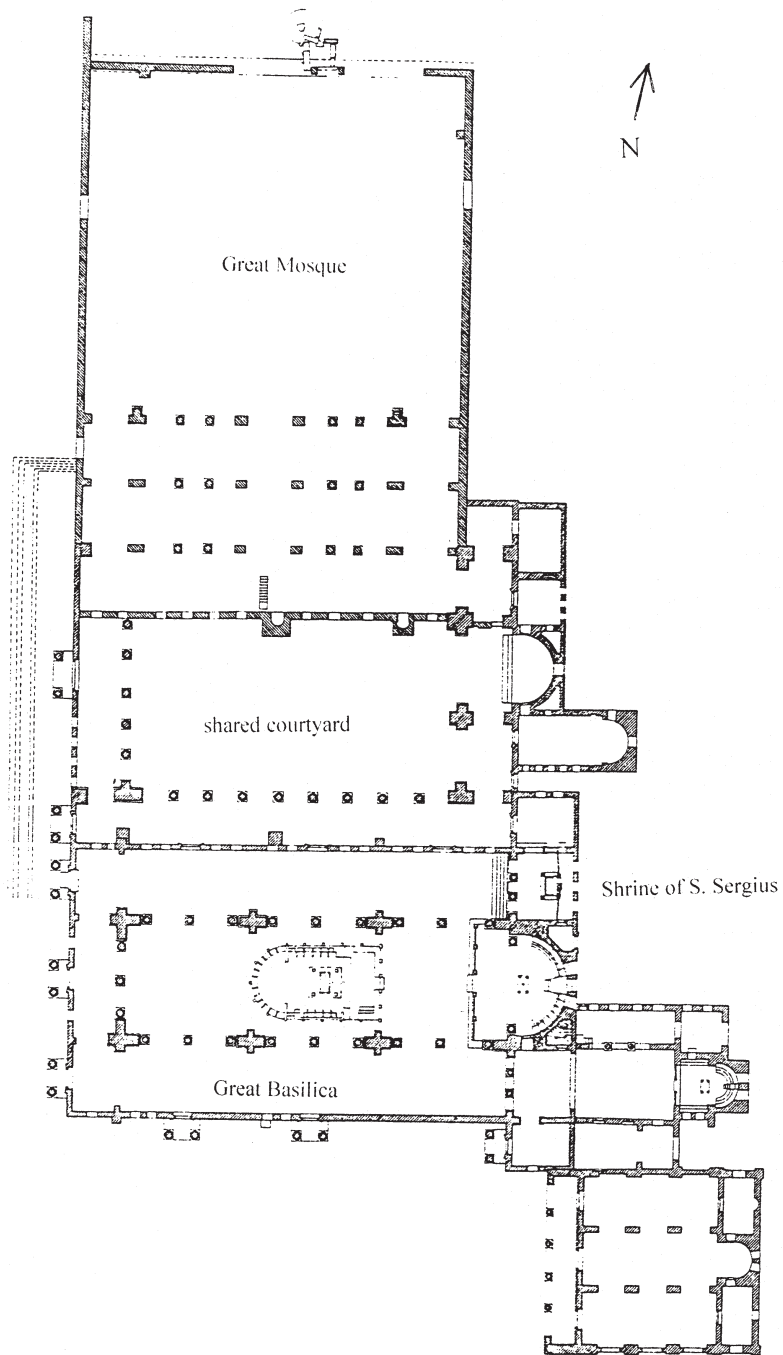 N
Great Mosque
shared courtyard
Shrine of S. Sergius
Great Basilica